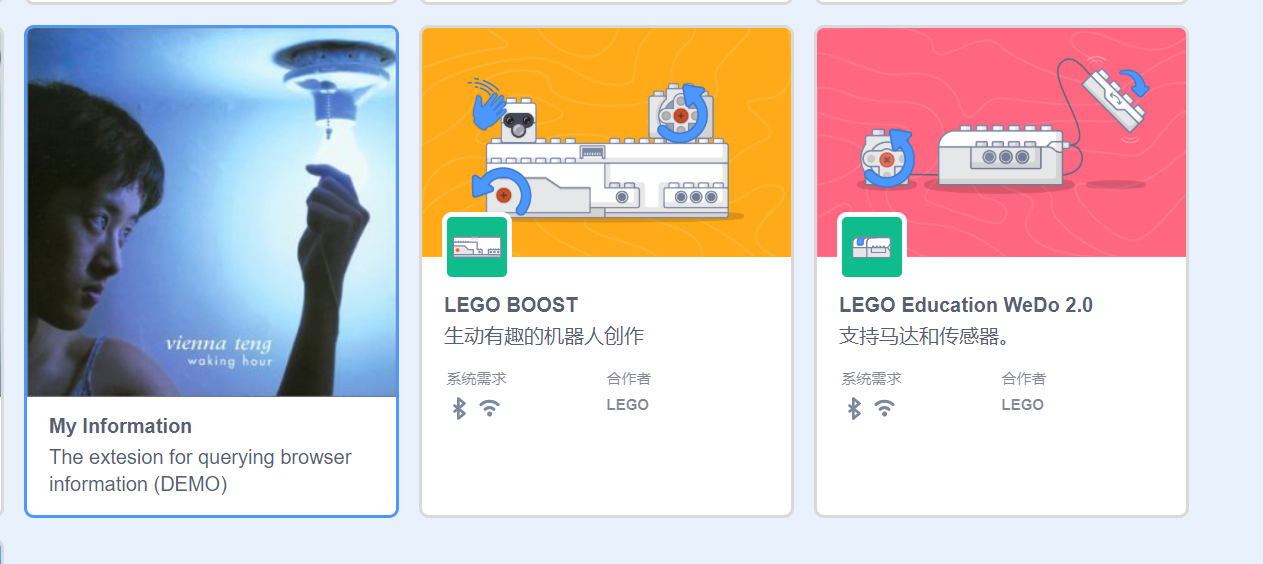 vienna teng
waking hour
My Information
The extesion for querying browser
information (DEMO)
LEGO BOOST
生动有趣的机器人创作
系统需求
合作者
LEGO
LEGO Education WeDo 2.0
支持马达和传感器。
系统需求
合作者
LEGO